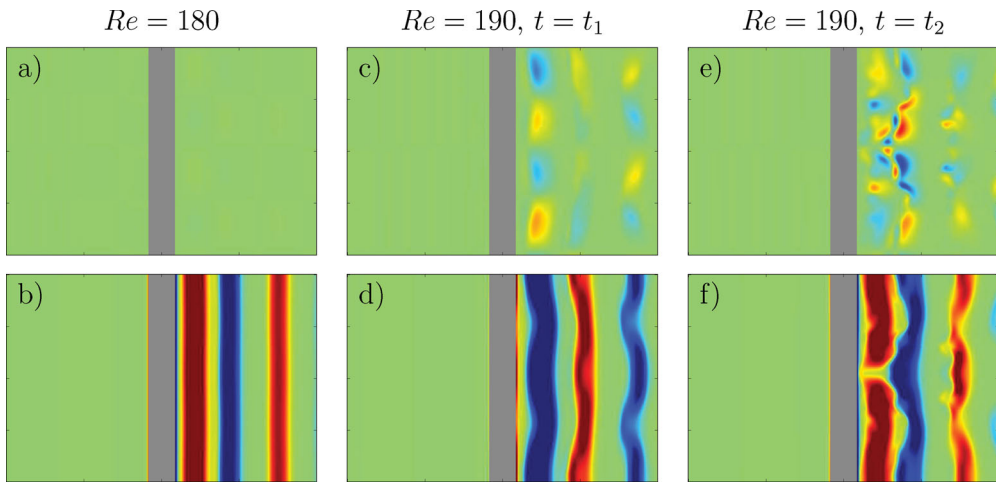 Re = 180
Re = 190, t = t₁
Re = 190, t = t₂
a)
c)
e)
b)
d)
f)